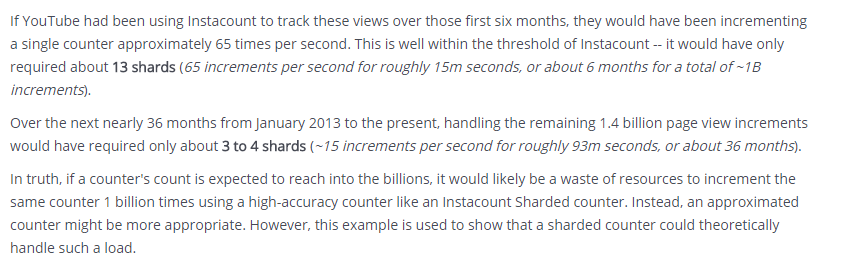 If YouTube had been using Instacount to track these views over those first six months, they would have been incrementing
a single counter approximately 65 times per second. This is well within the threshold of Instacount -- it would have only
required about 13 shards (65 increments per second for roughly 15m seconds, or about 6 months for a total of ~1B
increments).
Over the next nearly 36 months from January 2013 to the present, handling the remaining 1.4 billion page view increments
would have required only about 3 to 4 shards (~15 increments per second for roughly 93m seconds, or about 36 months).
In truth, if a counter's count is expected to reach into the billions, it would likely be a waste of resources to increment the
same counter 1 billion times using a high-accuracy counter like an Instacount Sharded counter. Instead, an approximated
counter might be more appropriate. However, this example is used to show that a sharded counter could theoretically
handle such a load.